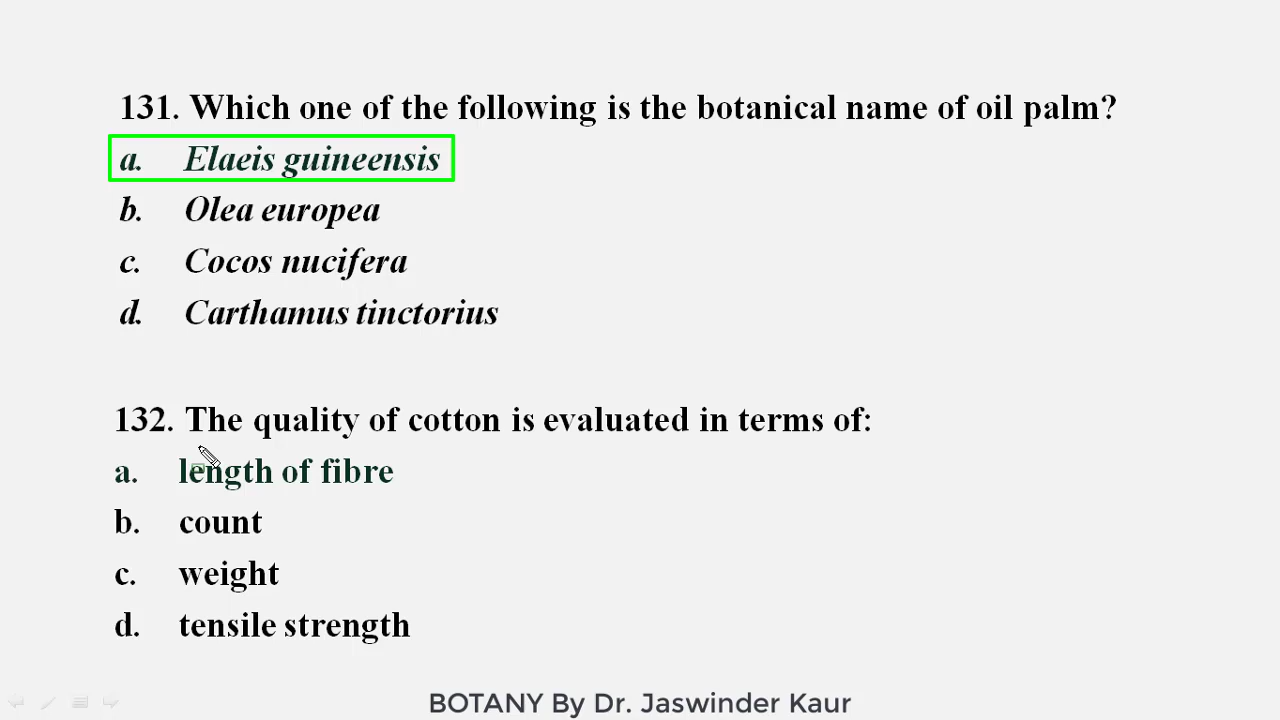 131. Which one of the following is the botanical name of oil palm?
a. Elaeis guineensis
b. Olea europea
c. Cocos nucifera
d. Carthamus tinctorius
132. The quality of cotton is evaluated in terms of:
a. length of fibre
b. count
c. weight
d. tensile strength
BOTANY By Dr. Jaswinder Kaur